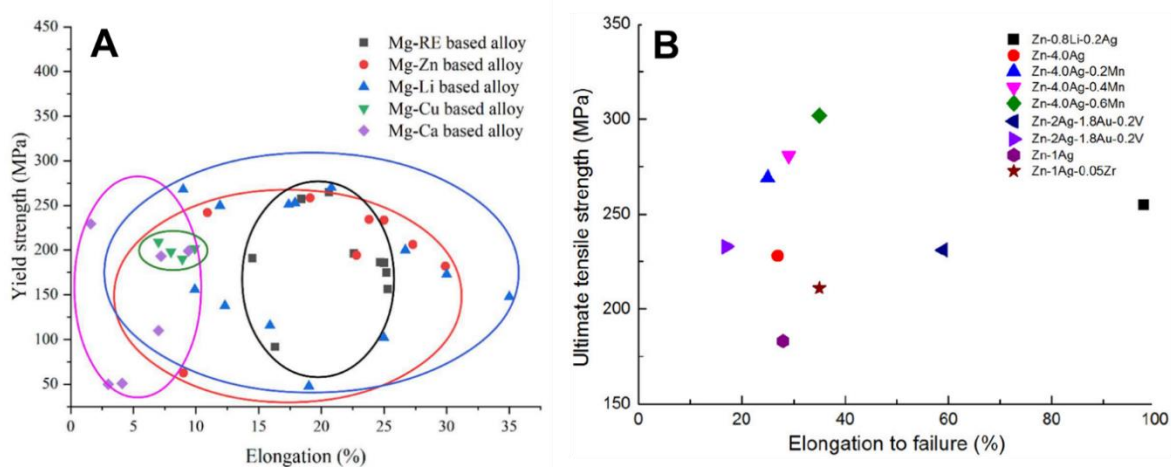 A
Mg-RE based alloy
Mg-Zn based alloy
Mg-Li based alloy
Mg-Cu based alloy
Mg-Ca based alloy
Yield strength (MPa)
450
400
350
300
250
200
150
100
50
0 5 10 15 20 25 30 35
Elongation (%)
B
Zn-0.8Li-0.2Ag
Zn-4.0Ag
Zn-4.0Ag-0.2Mn
Zn-4.0Ag-0.4Mn
Zn-4.0Ag-0.6Mn
Zn-2Ag-1.8Au-0.2V
Zn-2Ag-1.8Au-0.2V
Zn-1Ag
Zn-1Ag-0.05Zr
Ultimate tensile strength (MPa)
350
300
250
200
150
0 20 40 60 80 100
Elongation to failure (%)